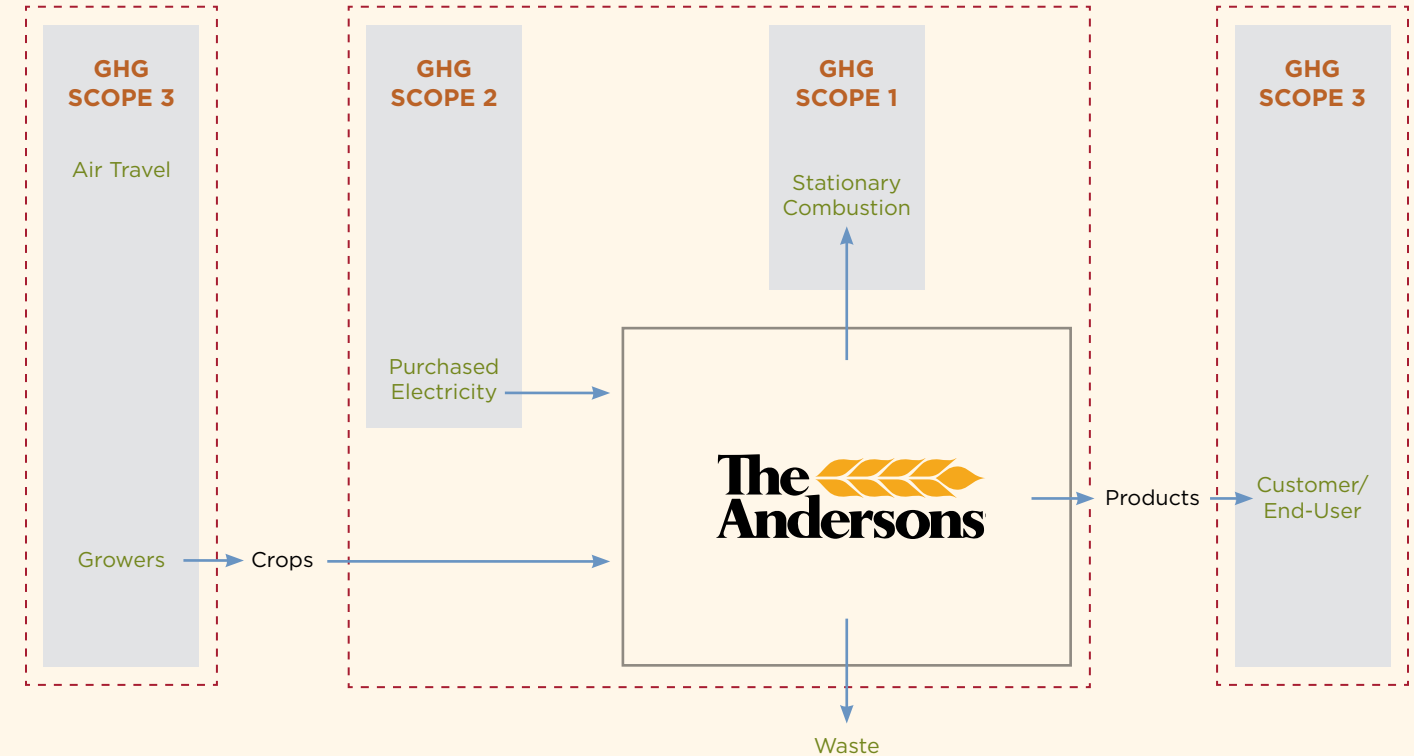 GHG
SCOPE 3
Air Travel
Growers
Crops
GHG
SCOPE 2
Purchased
Electricity
GHG
SCOPE 1
Stationary
Combustion
The
Andersons
Waste
Products
GHG
SCOPE 3
Customer/
End-User